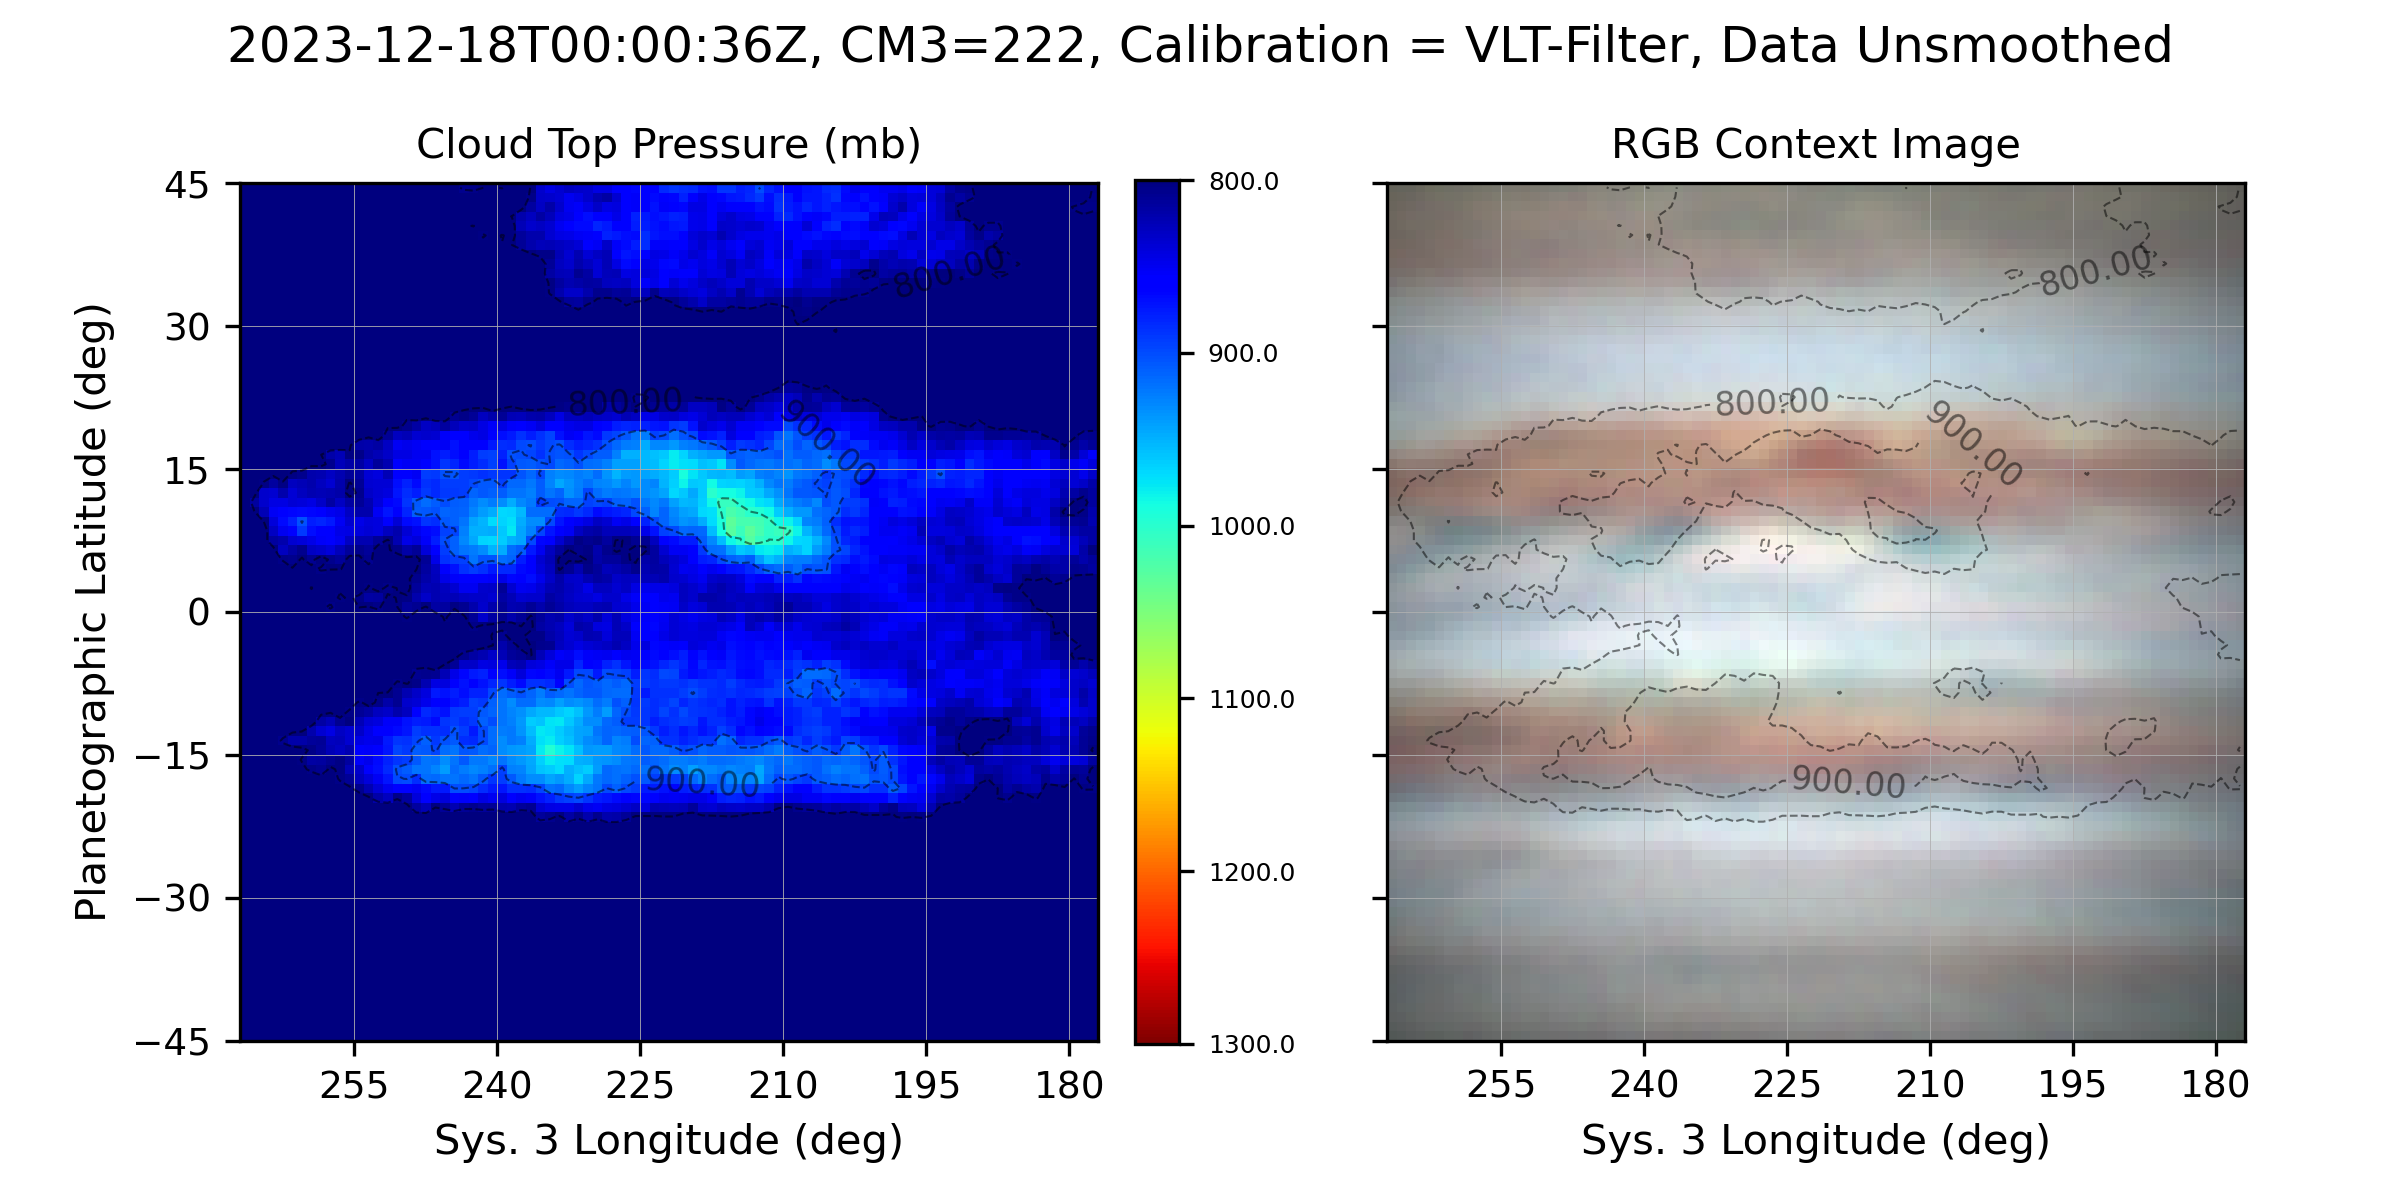 2023-12-18T00:00:36Z, CM3=222, Calibration = VLT-Filter, Data Unsmoothed
Cloud Top Pressure (mb)
RGB Context Image
Planetographic Latitude (deg)
45
30
15
0
−15
−30
−45
255 240 225 210 195 180
Sys. 3 Longitude (deg)
800.00
800.00
900.00
900.00
800.0
900.0
1000.0
1100.0
1200.0
1300.0
800.00
800.00
900.00
900.00
255 240 225 210 195 180
Sys. 3 Longitude (deg)